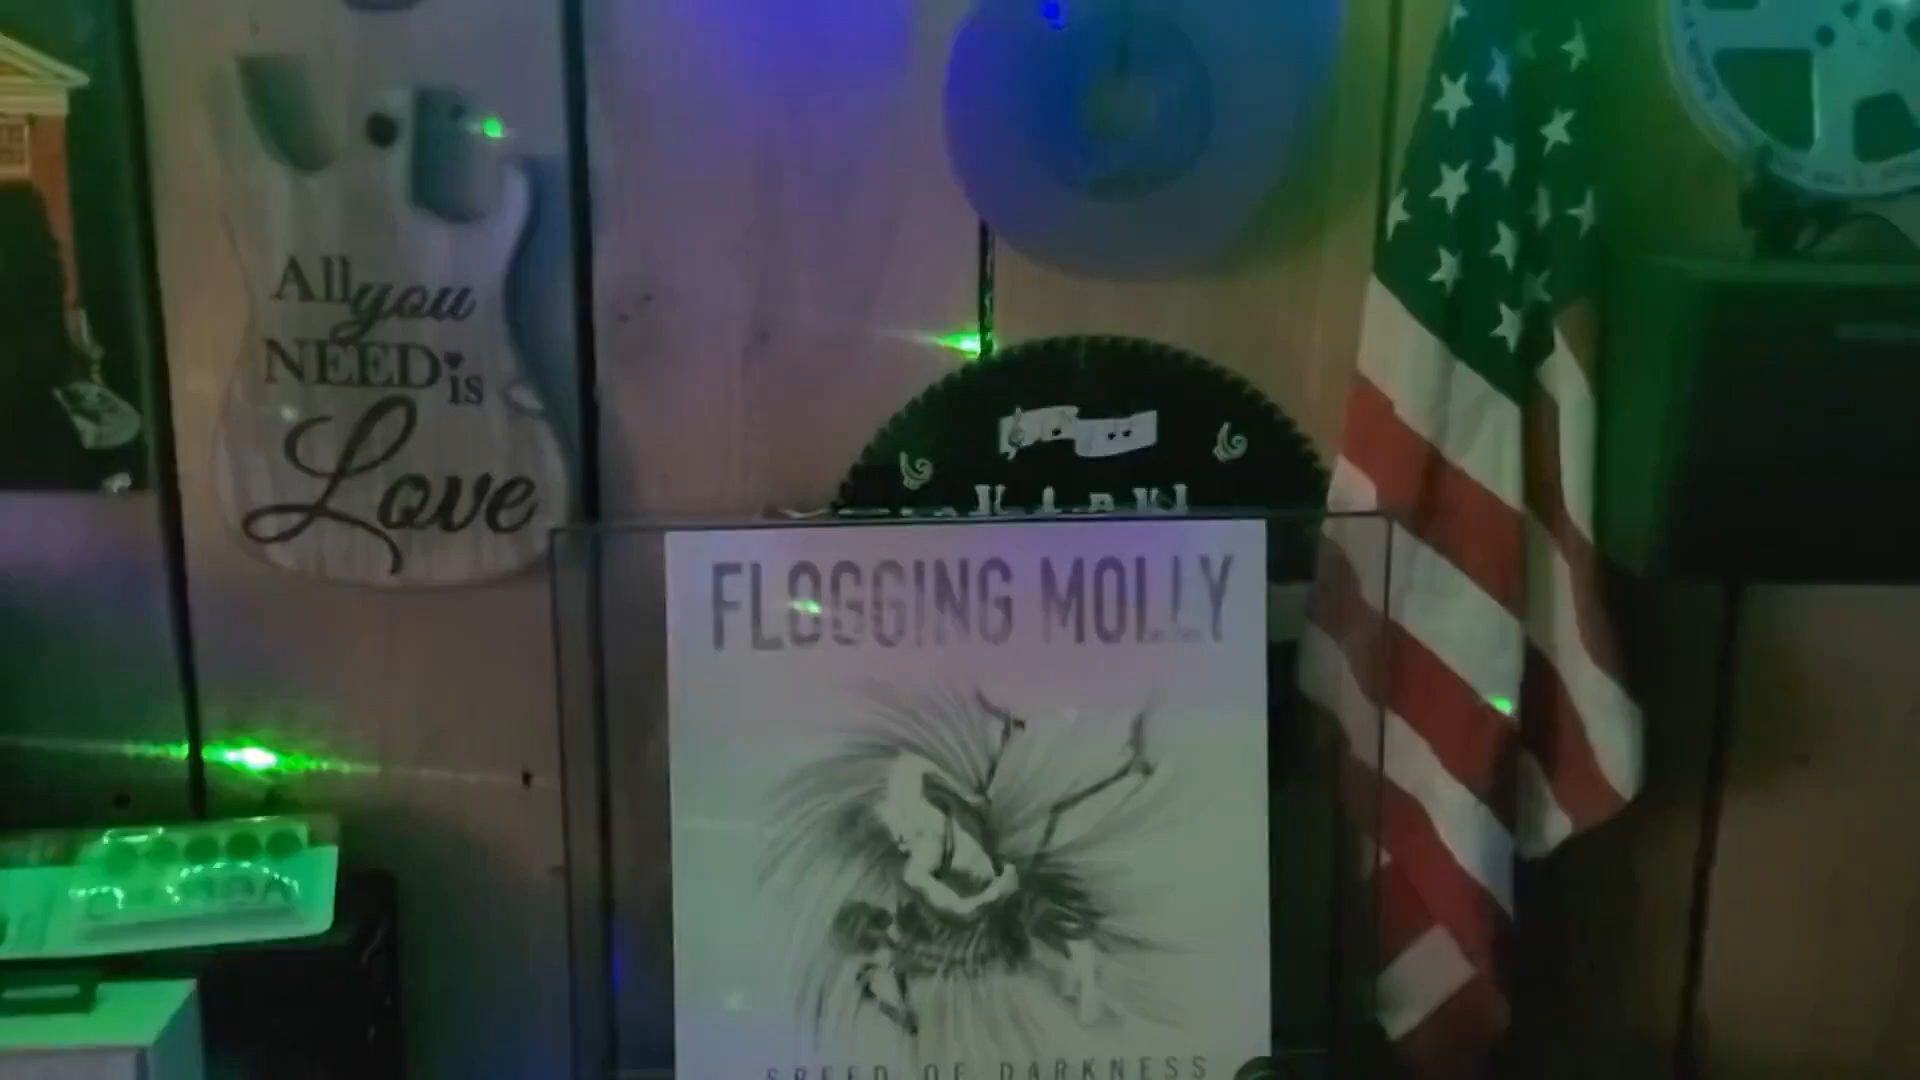 All you
NEED is
Love
FLOGGING MOLLY
SPEED OF DARKNESS